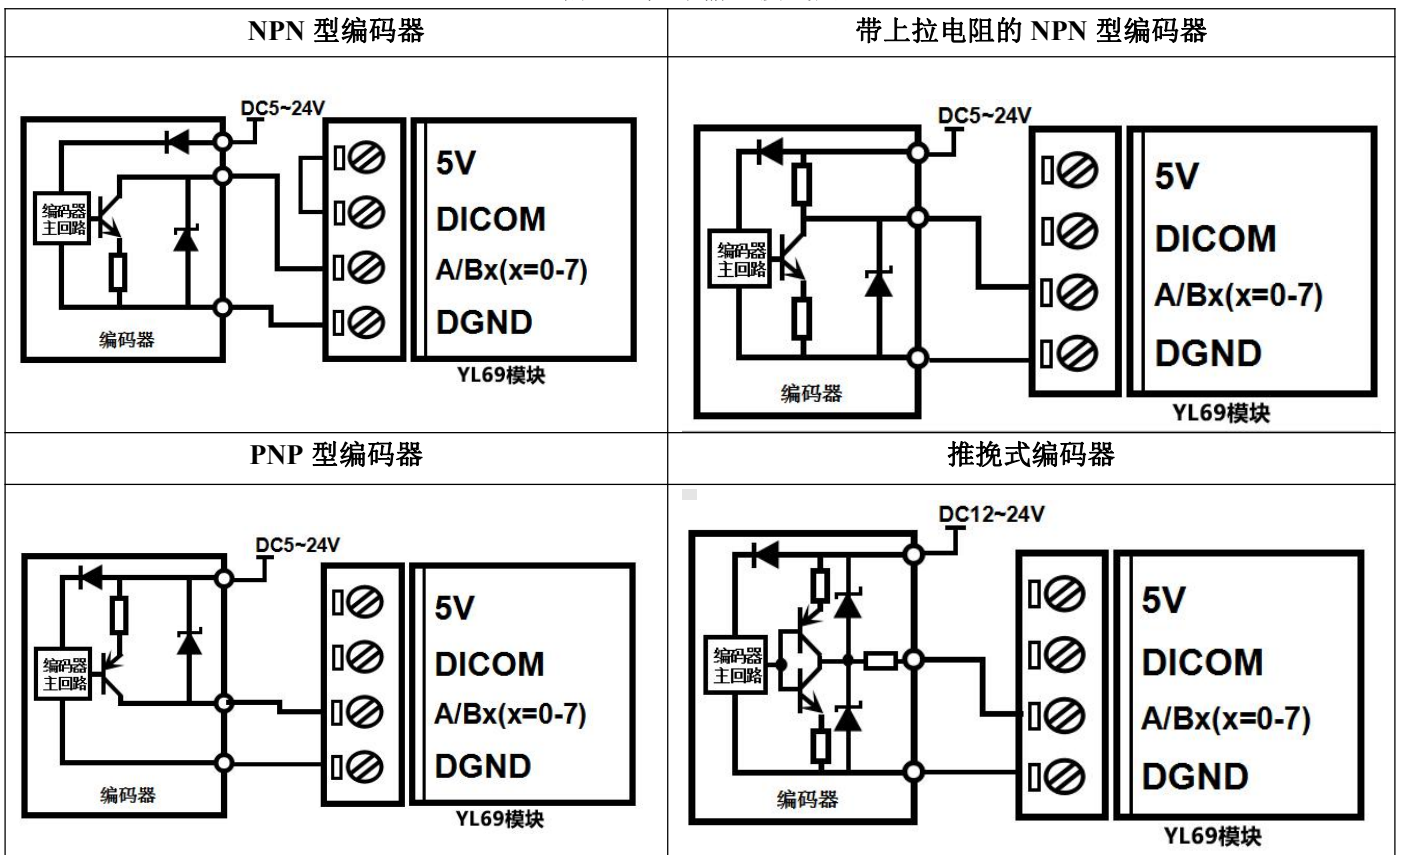 NPN 型编码器
带上拉电阻的 NPN 型编码器
DC5~24V
5V
DICOM
A/Bx(x=0-7)
DGND
编码器
主回路
编码器
YL69模块
DC5~24V
5V
DICOM
A/Bx(x=0-7)
DGND
编码器
主回路
编码器
YL69模块
PNP 型编码器
推挽式编码器
DC5~24V
5V
DICOM
A/Bx(x=0-7)
DGND
编码器
主回路
编码器
YL69模块
DC12~24V
5V
DICOM
A/Bx(x=0-7)
DGND
编码器
主回路
编码器
YL69模块